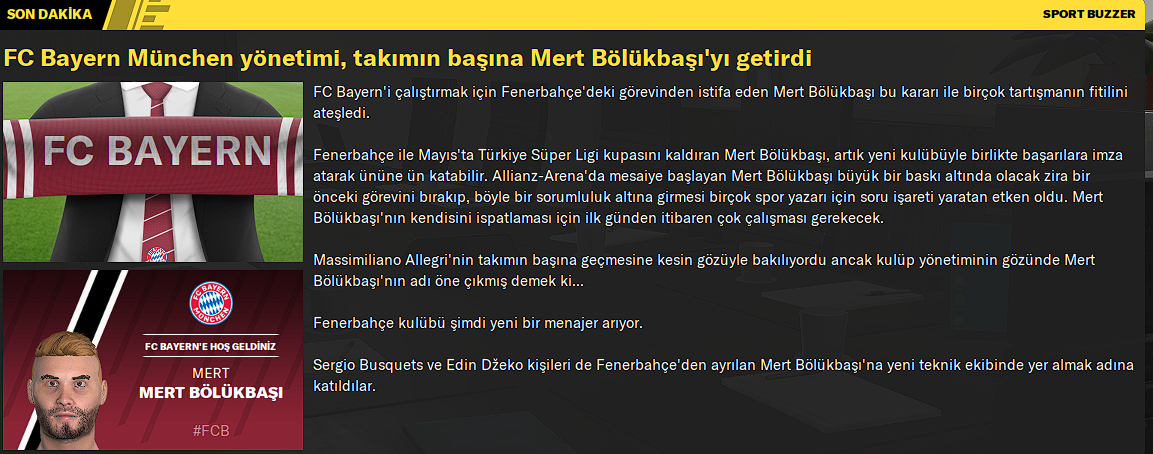 SON DAKİKA
SPORT BUZZER
FC Bayern München yönetimi, takımın başına Mert Bölükbaşı'yı getirdi
FC BAYERN
FC Bayern'i çalıştırmak için Fenerbahçe'deki görevinden istifa eden Mert Bölükbaşı bu kararı ile birçok tartışmanın fitilini
ateşledi.
Fenerbahçe ile Mayıs'ta Türkiye Süper Ligi kupasını kaldıran Mert Bölükbaşı, artık yeni kulübüyle birlikte başarılara imza
atarak ününe ün katabilir. Allianz-Arena'da mesaiye başlayan Mert Bölükbaşı büyük bir baskı altında olacak zira bir
önceki görevini bırakıp, böyle bir sorumluluk altına girmesi birçok spor yazarı için soru işareti yaratan etken oldu. Mert
Bölükbaşı'nın kendisini ispatlaması için ilk günden itibaren çok çalışması gerekecek.
Massimiliano Allegri'nin takımın başına geçmesine kesin gözüyle bakılıyordu ancak kulüp yönetiminin gözünde Mert
Bölükbaşı'nın adı öne çıkmış demek ki...
Fenerbahçe kulübü şimdi yeni bir menajer arıyor.
Sergio Busquets ve Edin Džeko kişileri de Fenerbahçe'den ayrılan Mert Bölükbaşı'na yeni teknik ekibinde yer almak adına
katıldılar.
FC BAYERN
MÜNCHEN
FC BAYERN'E HOŞ GELDİNİZ
MERT
MERT BÖLÜKBAŞI
#FCB